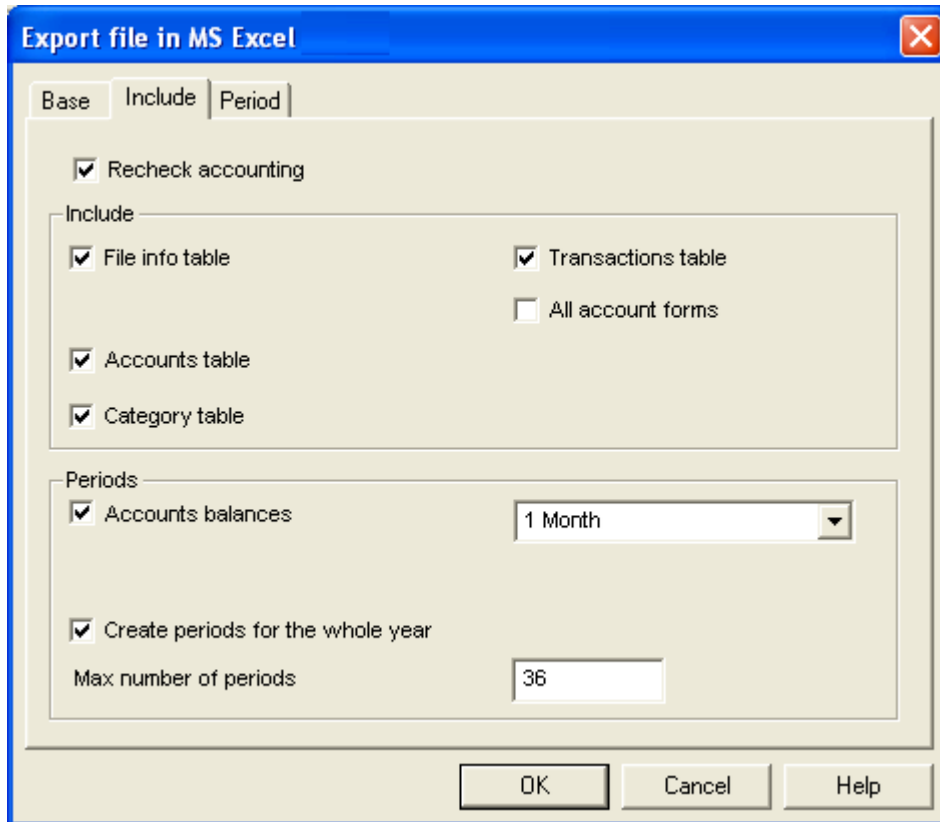 Export file in MS Excel
Base Include Period
Recheck accounting
Include
File info table Transactions table
All account forms
Accounts table
Category table
Periods
Accounts balances 1 Month
Create periods for the whole year
Max number of periods 36
OK Cancel Help